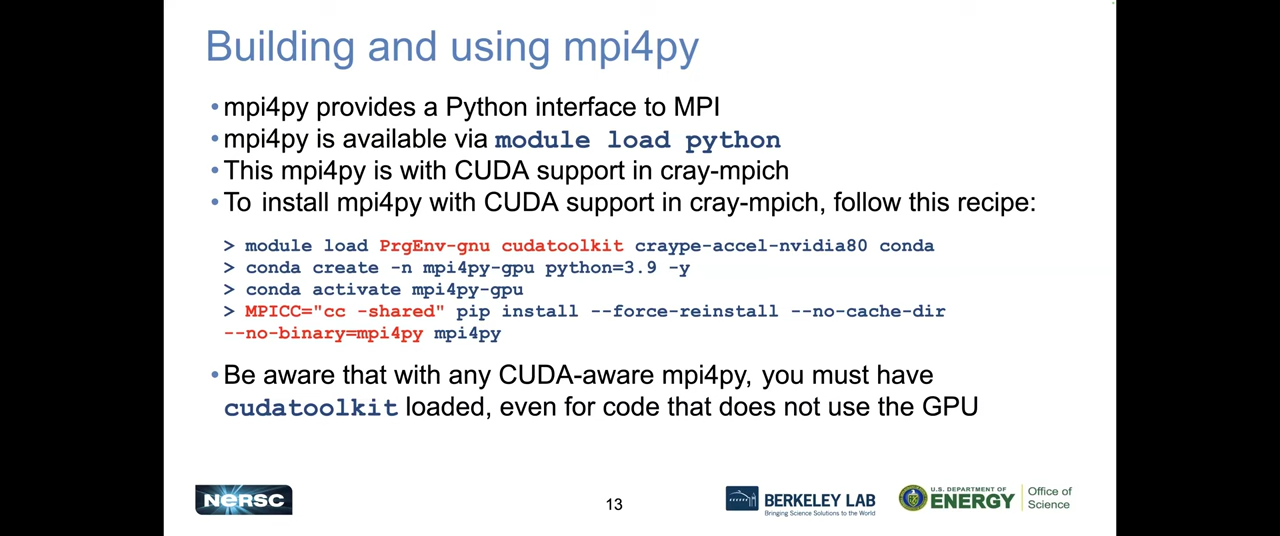 Building and using mpi4py
•mpi4py provides a Python interface to MPI
•mpi4py is available via module load python
•This mpi4py is with CUDA support in cray-mpich
•To install mpi4py with CUDA support in cray-mpich, follow this recipe:
> module load PrgEnv-gnu cudatoolkit craype-accel-nvidia80 conda
> conda create -n mpi4py-gpu python=3.9 -y
> conda activate mpi4py-gpu
> MPICC="cc -shared" pip install --force-reinstall --no-cache-dir
--no-binary=mpi4py mpi4py
•Be aware that with any CUDA-aware mpi4py, you must have
cudatoolkit loaded, even for code that does not use the GPU
NERSC
13
BERKELEY LAB
Bringing Science Solutions to the World
U.S. DEPARTMENT OF
ENERGY
Office of
Science